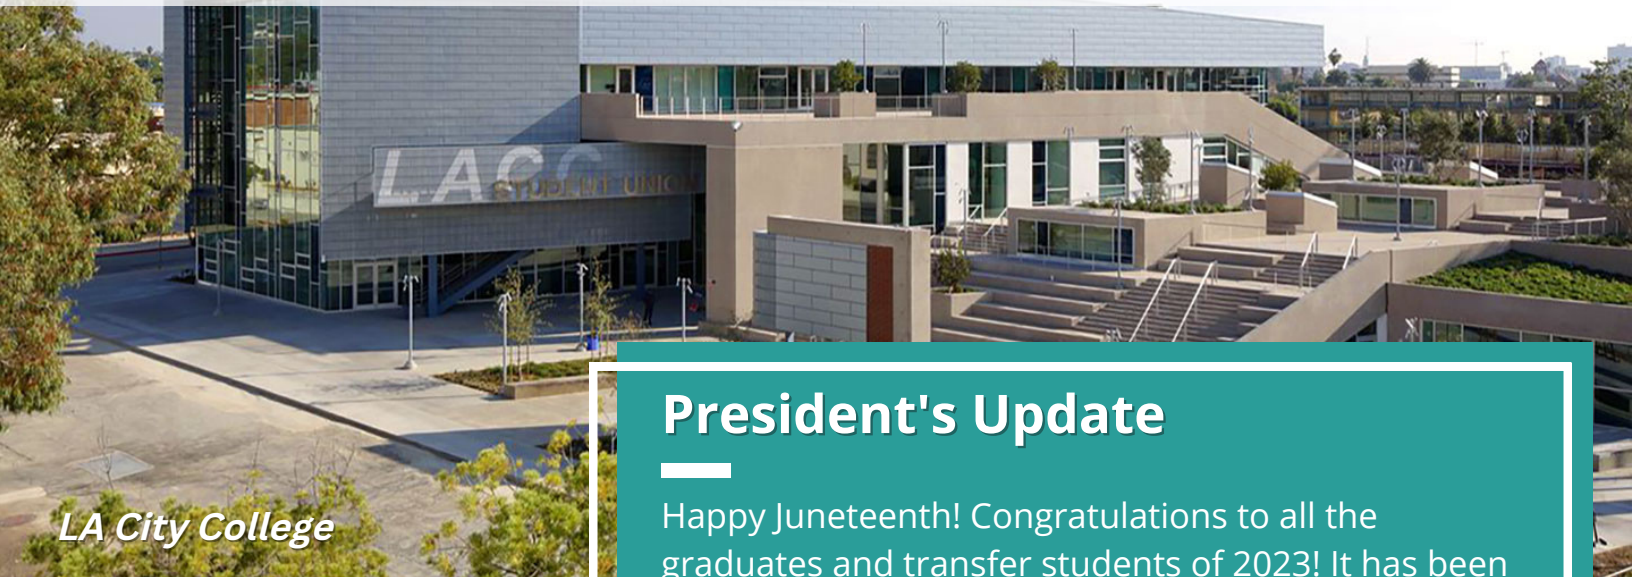 LACC
STUDENT UNION
President's Update
Happy Juneteenth! Congratulations to all the
graduates and transfer students of 2023! It has been
LA City College